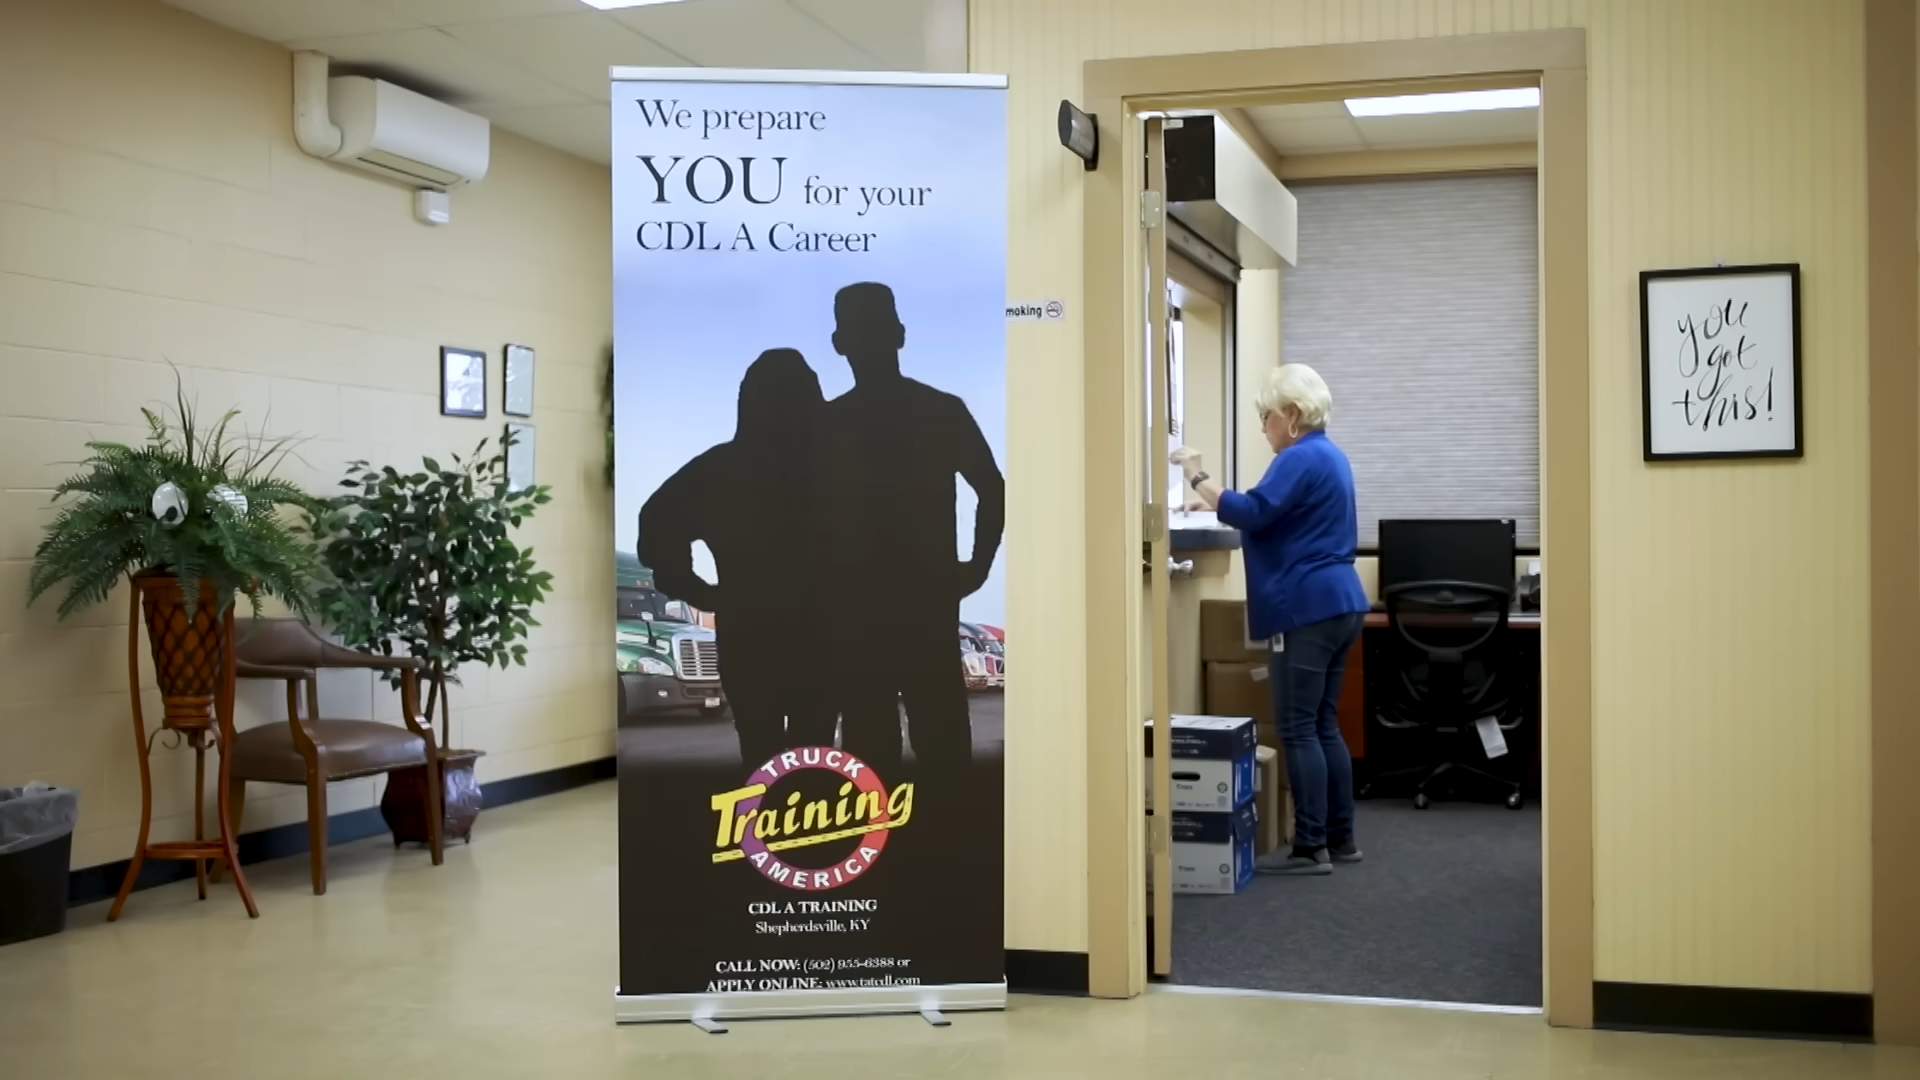 We prepare
YOU for your
CDL A Career
TRUCK
Training
AMERICA
CDL A TRAINING
Shepherdsville, KY
CALL NOW: (502) 955-6388 or
APPLY ONLINE: www.tatcdl.com
moking
you
got
this!